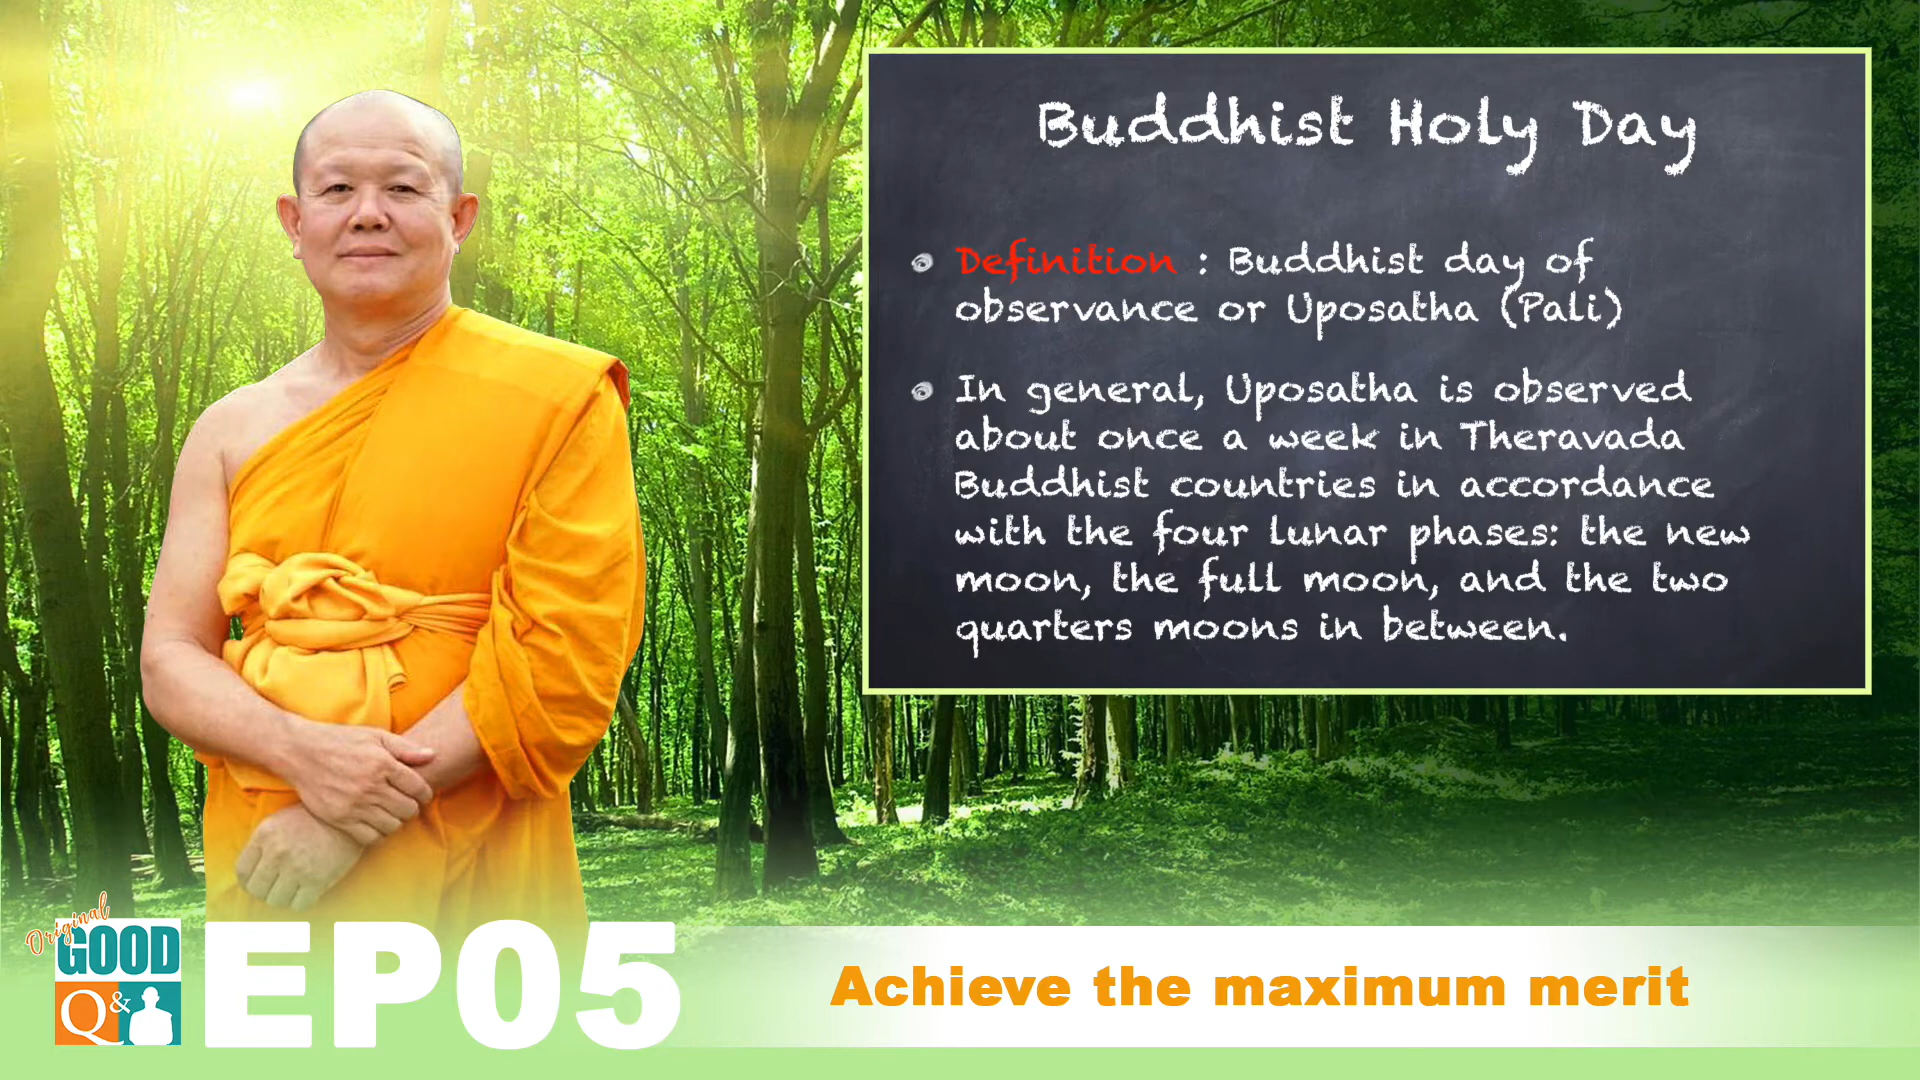 Buddhist Holy Day
Definition : Buddhist day of
observance or Uposatha (Pali)
In general, Uposatha is observed
about once a week in Theravada
Buddhist countries in accordance
with the four lunar phases: the new
moon, the full moon, and the two
quarters moons in between.
Original
GOOD
Q&
EP05
Achieve the maximum merit